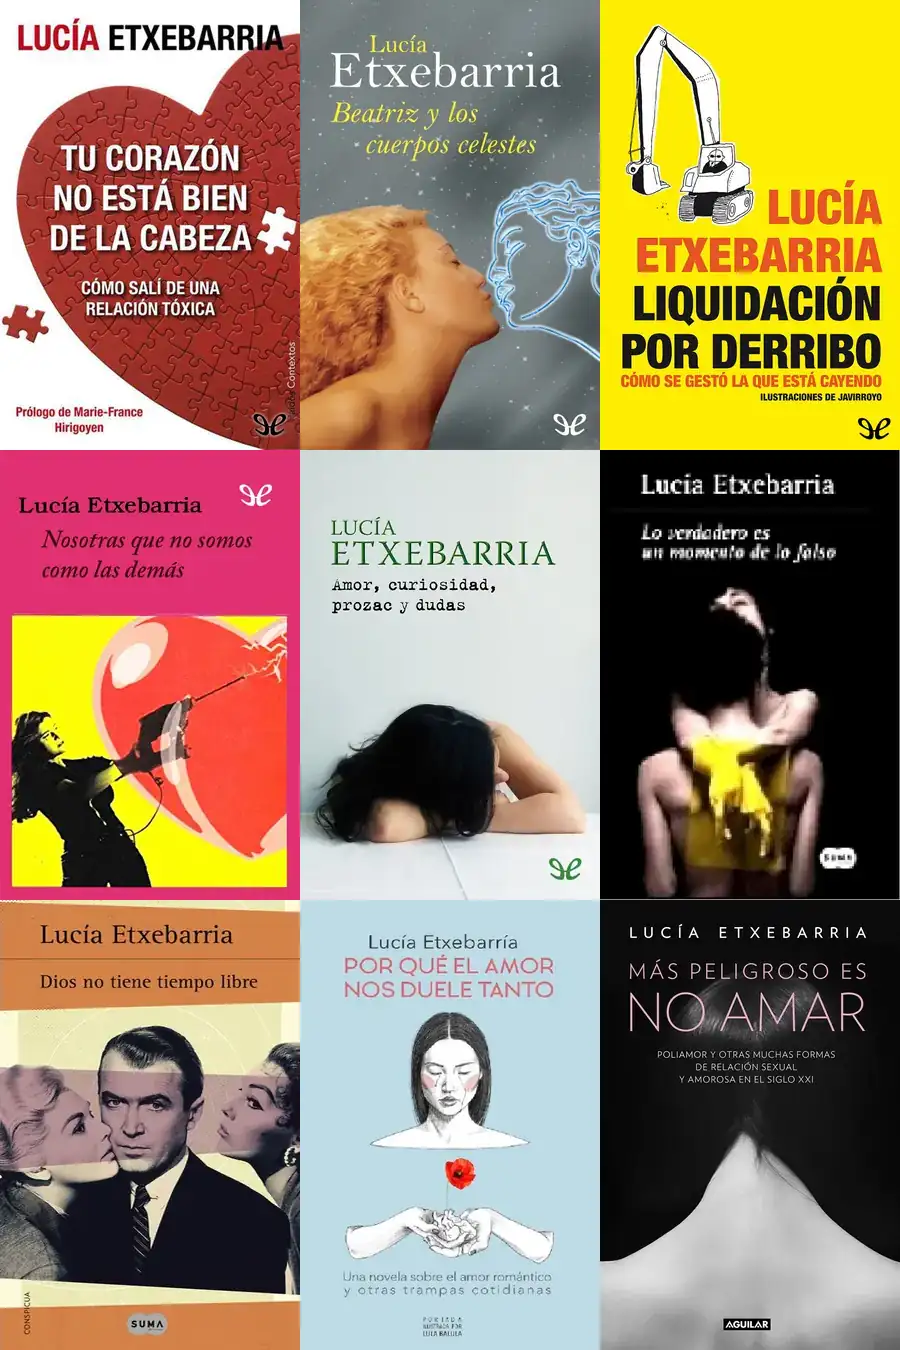 LUCÍA ETXEBARRIA
TU CORAZÓN
NO ESTÁ BIEN
DE LA CABEZA
CÓMO SALÍ DE UNA
RELACIÓN TÓXICA
Contextos
Prólogo de Marie-France
Hirigoyen
Lucía
Etxebarria
Beatriz y los
cuerpos celestes
LUCÍA
ETXEBARRIA
LIQUIDACIÓN
POR DERRIBO
CÓMO SE GESTÓ LA QUE ESTÁ CAYENDO
ILUSTRACIONES DE JAVIRROYO
Lucía Etxebarria
Nosotras que no somos
como las demás
LUCÍA
ETXEBARRIA
Amor, curiosidad,
prozac y dudas
Lucía Etxebarria
Lo verdadero es
un momento de lo falso
SUMA
Lucía Etxebarria
Dios no tiene tiempo libre
CONSPICUA
SUMA
Lucía Etxebarría
POR QUÉ EL AMOR
NOS DUELE TANTO
Una novela sobre el amor romántico
y otras trampas cotidianas
PORTADA
ILUSTRADA POR
LUCÍA ETXEBARRIA
MÁS PELIGROSO ES
NO AMAR
POLIAMOR Y OTRAS MUCHAS FORMAS
DE RELACIÓN SEXUAL
Y AMOROSA EN EL SIGLO XXI
AGUILAR